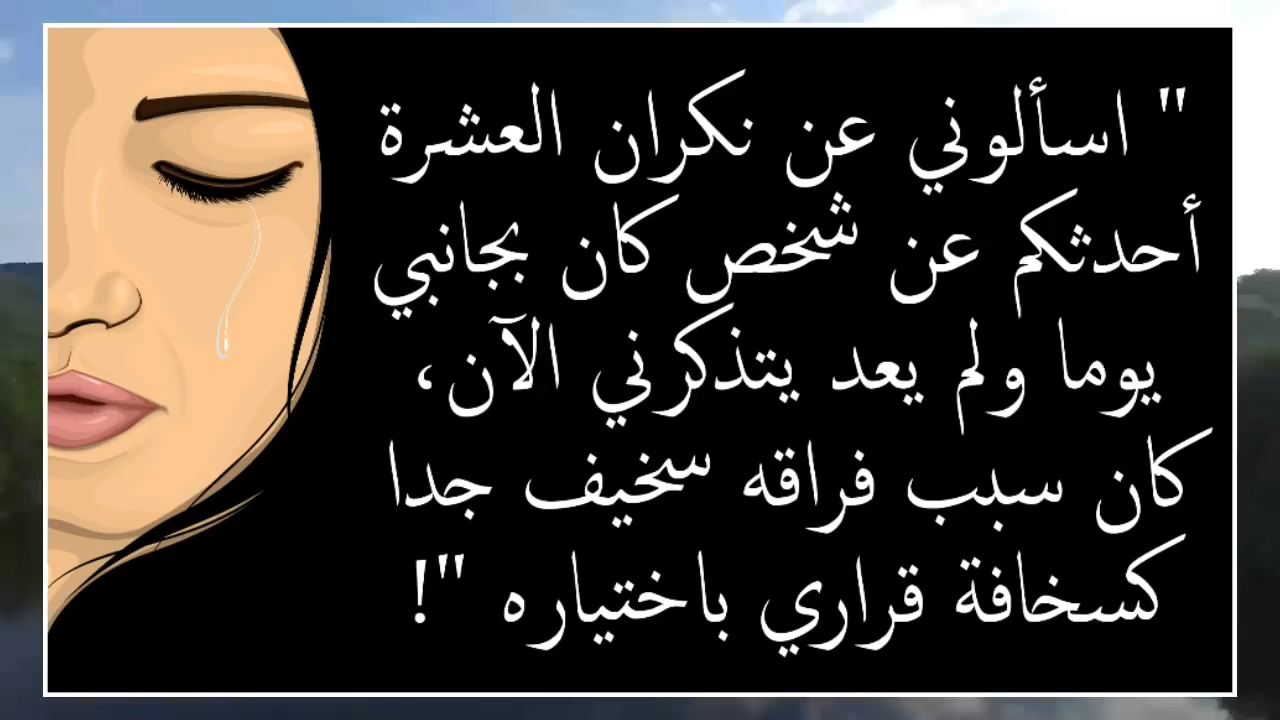 " اسألوني عن نكران العشرة
أحدثكم عن شخص كان بجانبي
يوما ولم يعد يتذكرني الآن،
كان سبب فراقه سخيف جدا
كسخافة قراري باختياره "!